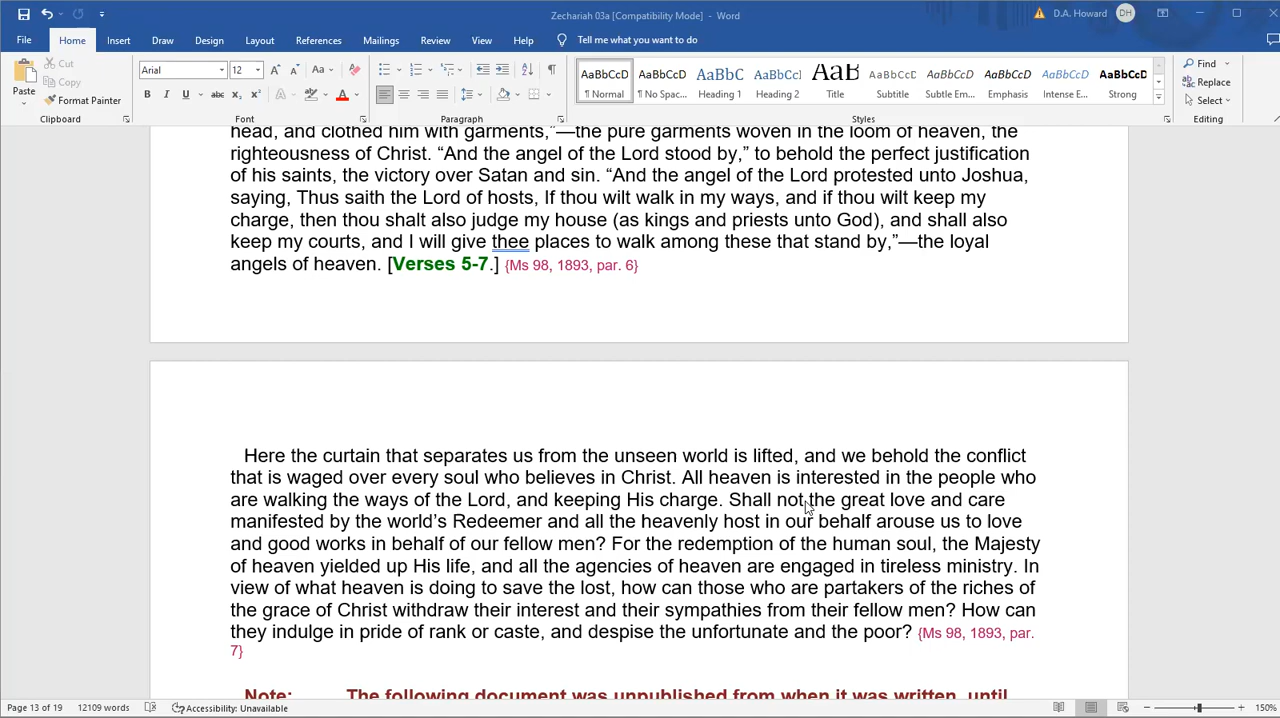 Zechariah 03a [Compatibility Mode] - Word
D.A. Howard DH
File Home Insert Draw Design Layout References Mailings Review View Help Tell me what you want to do
Paste
Cut
Copy
Format Painter
Clipboard
Arial 12
Font
Paragraph
AaBbCcD AaBbCcD AaBbC AaBbCcI AaB AaBbCcD AaBbCcD AaBbCcD AaBbCcD AaBbCcD
¶ Normal ¶ No Spac... Heading 1 Heading 2 Title Subtitle Subtle Em... Emphasis Intense E... Strong
Styles
Find
Replace
Select
Editing
head, and clothed him with garments,”—the pure garments woven in the loom of heaven, the
righteousness of Christ. “And the angel of the Lord stood by,” to behold the perfect justification
of his saints, the victory over Satan and sin. “And the angel of the Lord protested unto Joshua,
saying, Thus saith the Lord of hosts, If thou wilt walk in my ways, and if thou wilt keep my
charge, then thou shalt also judge my house (as kings and priests unto God), and shall also
keep my courts, and I will give thee places to walk among these that stand by,”—the loyal
angels of heaven. [Verses 5-7.] {Ms 98, 1893, par. 6}
Here the curtain that separates us from the unseen world is lifted, and we behold the conflict
that is waged over every soul who believes in Christ. All heaven is interested in the people who
are walking the ways of the Lord, and keeping His charge. Shall not the great love and care
manifested by the world’s Redeemer and all the heavenly host in our behalf arouse us to love
and good works in behalf of our fellow men? For the redemption of the human soul, the Majesty
of heaven yielded up His life, and all the agencies of heaven are engaged in tireless ministry. In
view of what heaven is doing to save the lost, how can those who are partakers of the riches of
the grace of Christ withdraw their interest and their sympathies from their fellow men? How can
they indulge in pride of rank or caste, and despise the unfortunate and the poor? {Ms 98, 1893, par.
7}
Note: The following document was unpublished from when it was written, until
Page 13 of 19 12109 words Accessibility: Unavailable 150%